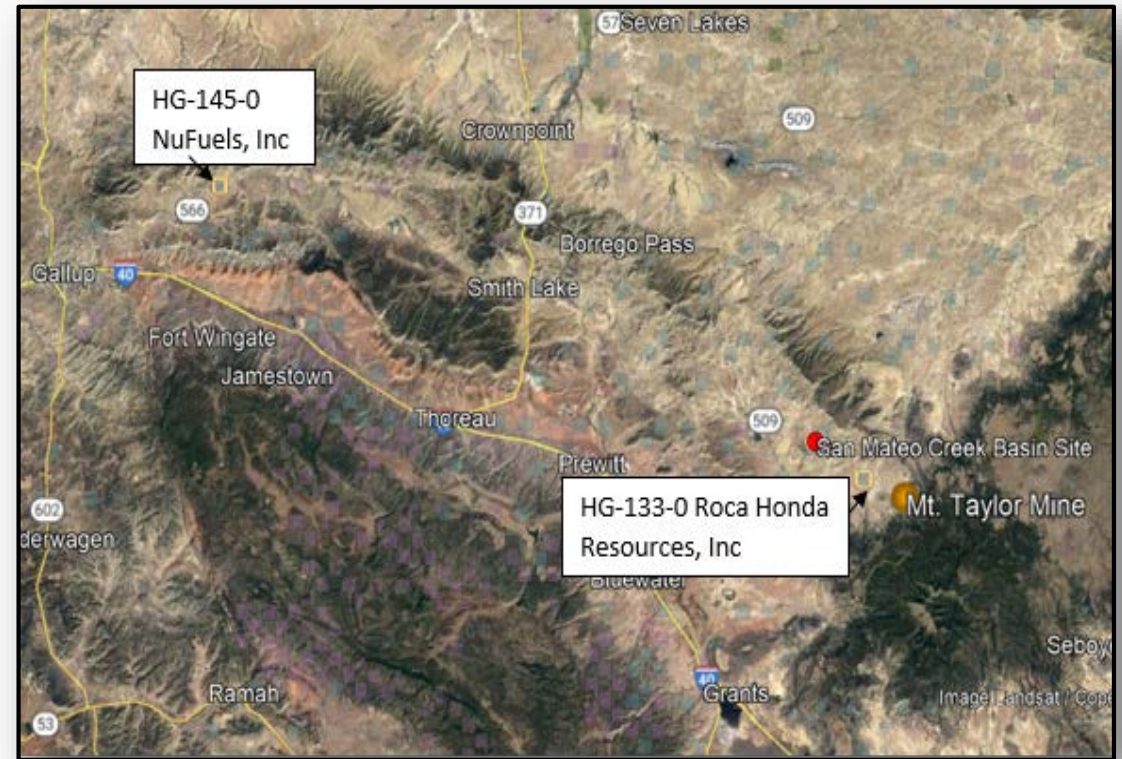 57 Seven Lakes
HG-145-0
NuFuels, Inc
Crownpoint
509
566
371
Borrego Pass
Gallup
40
Smith Lake
Fort Wingate
Jamestown
Thoreau
509
San Mateo Creek Basin Site
Prewitt
HG-133-0 Roca Honda
Resources, Inc
Mt. Taylor Mine
602
derwagen
Bluewater
Seboy
40
Ramah
Grants
Image Landsat / Cope
53